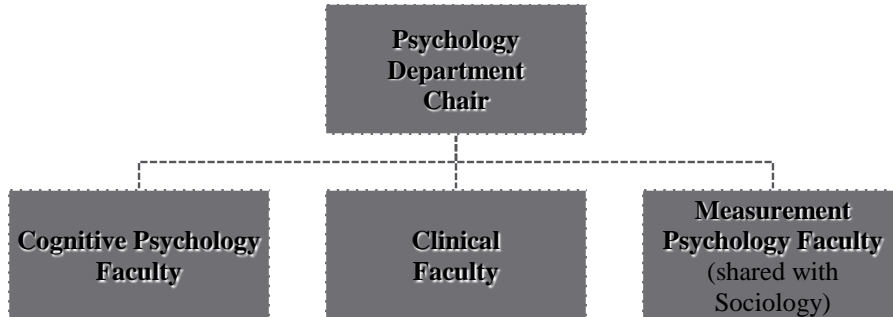 Psychology
Department
Chair
Cognitive Psychology
Faculty
Clinical
Faculty
Measurement
Psychology Faculty
(shared with
Sociology)